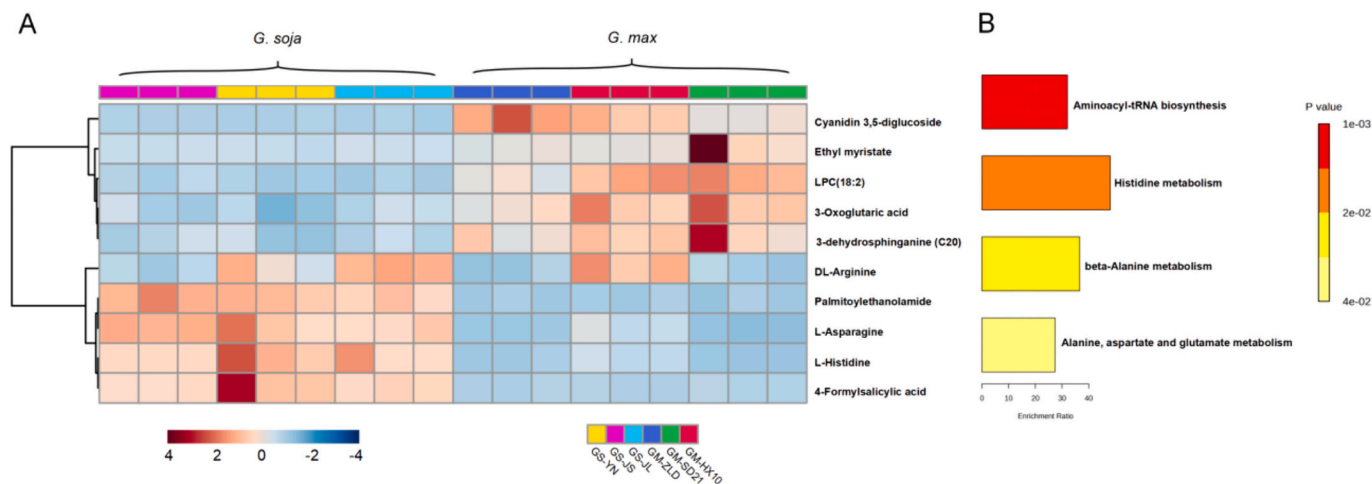 A
G. soja
G. max
Cyanidin 3,5-diglucoside
Ethyl myristate
LPC(18:2)
3-Oxoglutaric acid
3-dehydrosphinganine (C20)
DL-Arginine
Palmitoylethanolamide
L-Asparagine
L-Histidine
4-Formylsalicylic acid
4 2 0 -2 -4
GS-YN
GS-JS
GS-JL
GM-ZLD
GM-SD21
GM-HX10
B
Aminoacyl-tRNA biosynthesis
Histidine metabolism
beta-Alanine metabolism
Alanine, aspartate and glutamate metabolism
0 10 20 30 40
Enrichment Ratio
P value
1e-03
2e-02
4e-02